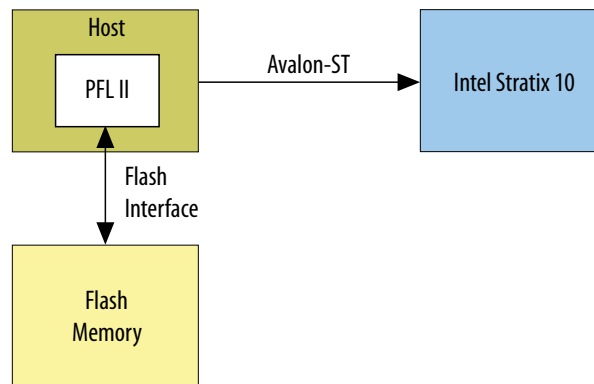 Host
PFL II
Avalon-ST
Intel Stratix 10
Flash
Interface
Flash
Memory